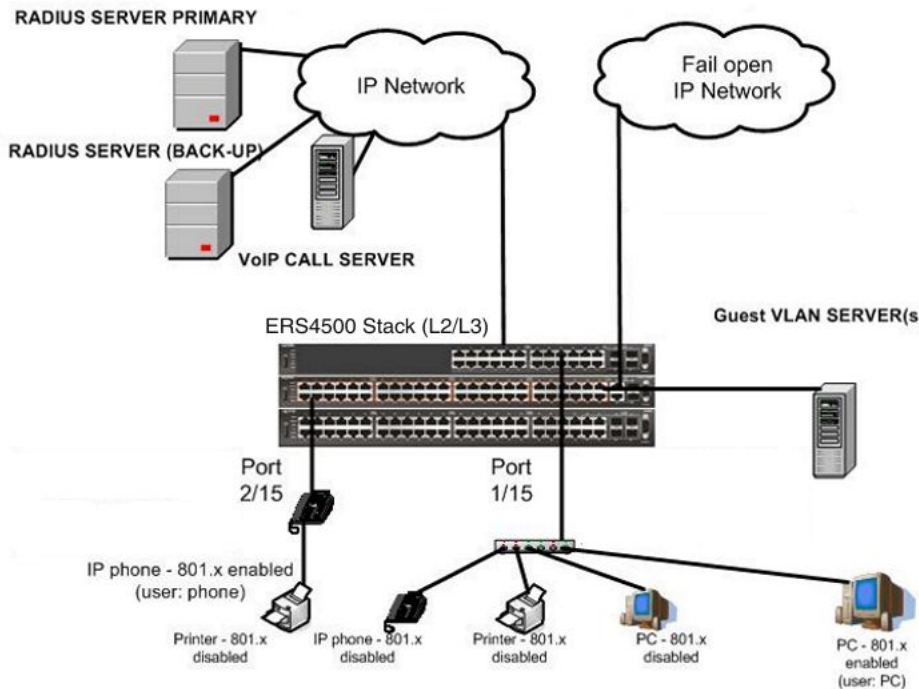 RADIUS SERVER PRIMARY
IP Network
Fail open
IP Network
RADIUS SERVER (BACK-UP)
VoIP CALL SERVER
ERS4500 Stack (L2/L3)
Guest VLAN SERVER(s
Port
2/15
Port
1/15
IP phone - 801.x enabled
(user: phone)
Printer - 801.x
disabled
IP phone - 801.x
disabled
Printer - 801.x
disabled
PC - 801.x
disabled
PC - 801.x
enabled
(user: PC)